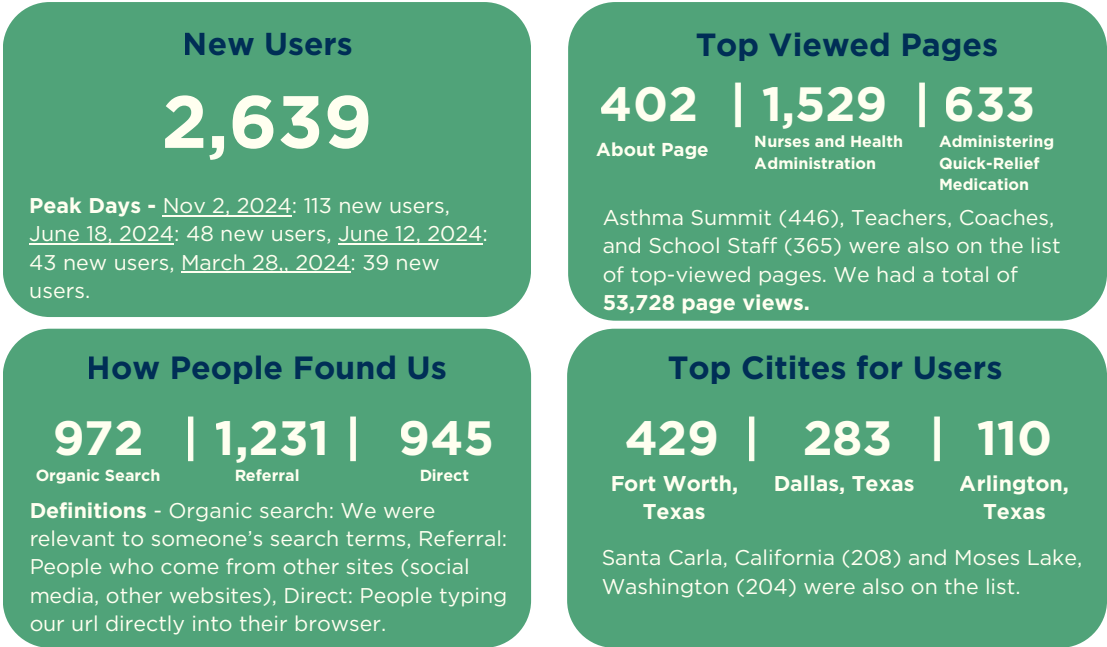 New Users
2,639
Peak Days - Nov 2, 2024: 113 new users,
June 18, 2024: 48 new users, June 12, 2024:
43 new users, March 28,, 2024: 39 new
users.
Top Viewed Pages
402 | 1,529 | 633
About Page
Nurses and Health
Administration
Administering
Quick-Relief
Medication
Asthma Summit (446), Teachers, Coaches,
and School Staff (365) were also on the list
of top-viewed pages. We had a total of
53,728 page views.
How People Found Us
972 | 1,231 | 945
Organic Search Referral Direct
Definitions - Organic search: We were
relevant to someone's search terms, Referral:
People who come from other sites (social
media, other websites), Direct: People typing
our url directly into their browser.
Top Citites for Users
429 | 283 | 110
Fort Worth,
Texas
Dallas, Texas
Arlington,
Texas
Santa Carla, California (208) and Moses Lake,
Washington (204) were also on the list.